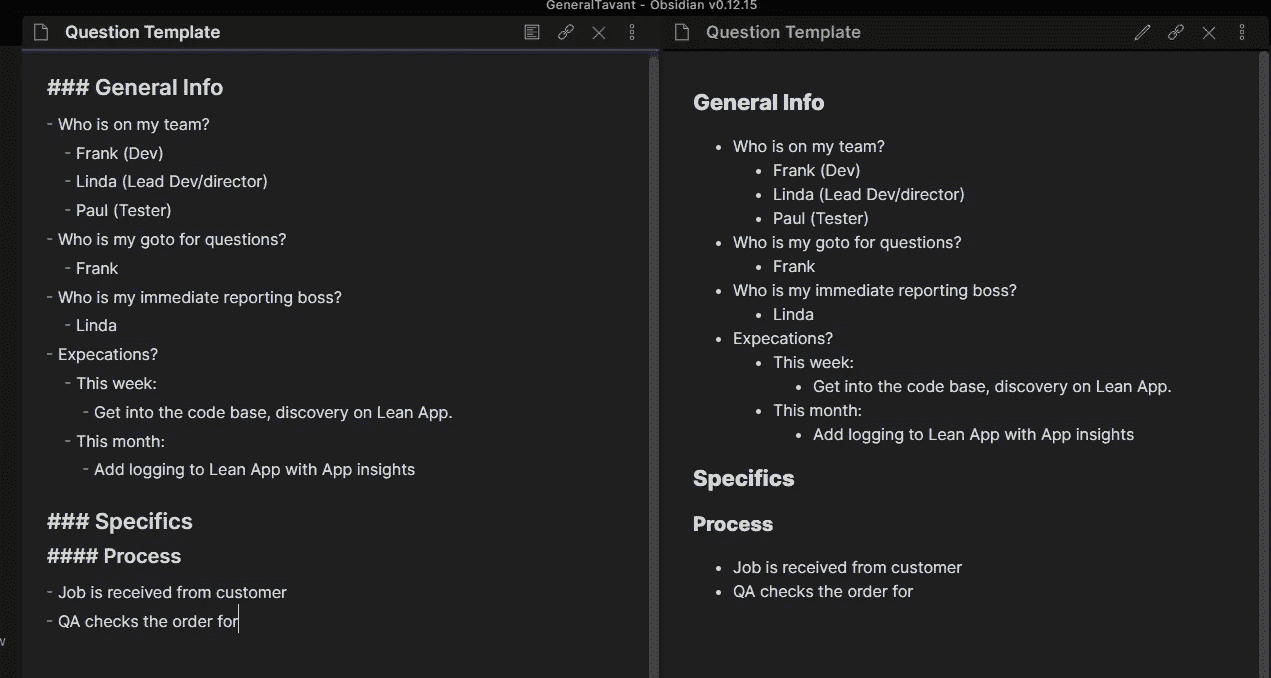 GeneralTavant - Obsidian v0.12.15
Question Template
### General Info
- Who is on my team?
- Frank (Dev)
- Linda (Lead Dev/director)
- Paul (Tester)
- Who is my goto for questions?
- Frank
- Who is my immediate reporting boss?
- Linda
- Expecations?
- This week:
- Get into the code base, discovery on Lean App.
- This month:
- Add logging to Lean App with App insights
### Specifics
#### Process
- Job is received from customer
- QA checks the order for
Question Template
General Info
• Who is on my team?
• Frank (Dev)
• Linda (Lead Dev/director)
• Paul (Tester)
• Who is my goto for questions?
• Frank
• Who is my immediate reporting boss?
• Linda
• Expecations?
• This week:
• Get into the code base, discovery on Lean App.
• This month:
• Add logging to Lean App with App insights
Specifics
Process
• Job is received from customer
• QA checks the order for